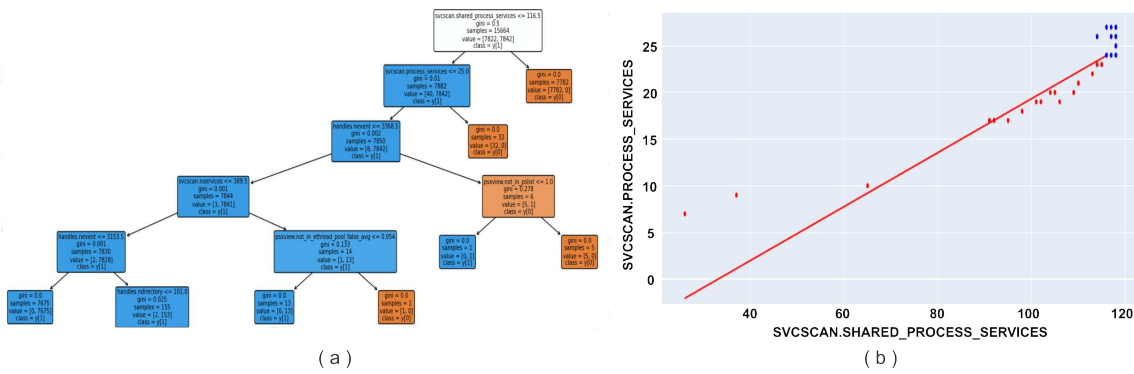 svcscan.shared_process_services <= 116.5
gini = 0.5
samples = 15664
value = [7822, 7842]
class = y[1]
svcscan.process_services <= 25.0
gini = 0.01
samples = 7882
value = [40, 7842]
class = y[1]
gini = 0.0
samples = 7782
value = [7782, 0]
class = y[0]
handles.nevent <= 3368.5
gini = 0.002
samples = 7850
value = [8, 7842]
class = y[1]
gini = 0.0
samples = 32
value = [32, 0]
class = y[0]
svcscan.nservices <= 389.5
gini = 0.001
samples = 7844
value = [3, 7841]
class = y[1]
psxview.not_in_pslist <= 1.0
gini = 0.278
samples = 6
value = [5, 1]
class = y[0]
handles.nevent <= 3153.5
gini = 0.001
samples = 7830
value = [2, 7828]
class = y[1]
psxview.not_in_ethread_pool_false_avg <= 0.054
gini = 0.133
samples = 14
value = [1, 13]
class = y[1]
gini = 0.0
samples = 1
value = [0, 1]
class = y[1]
gini = 0.0
samples = 5
value = [5, 0]
class = y[0]
gini = 0.0
samples = 7675
value = [0, 7675]
class = y[1]
handles.ndirectory <= 101.0
gini = 0.025
samples = 155
value = [2, 153]
class = y[1]
gini = 0.0
samples = 13
value = [0, 13]
class = y[1]
gini = 0.0
samples = 1
value = [1, 0]
class = y[0]
( a )
SVCSCAN.PROCESS_SERVICES
25
20
15
10
5
0
40 60 80 100 120
SVCSCAN.SHARED_PROCESS_SERVICES
( b )